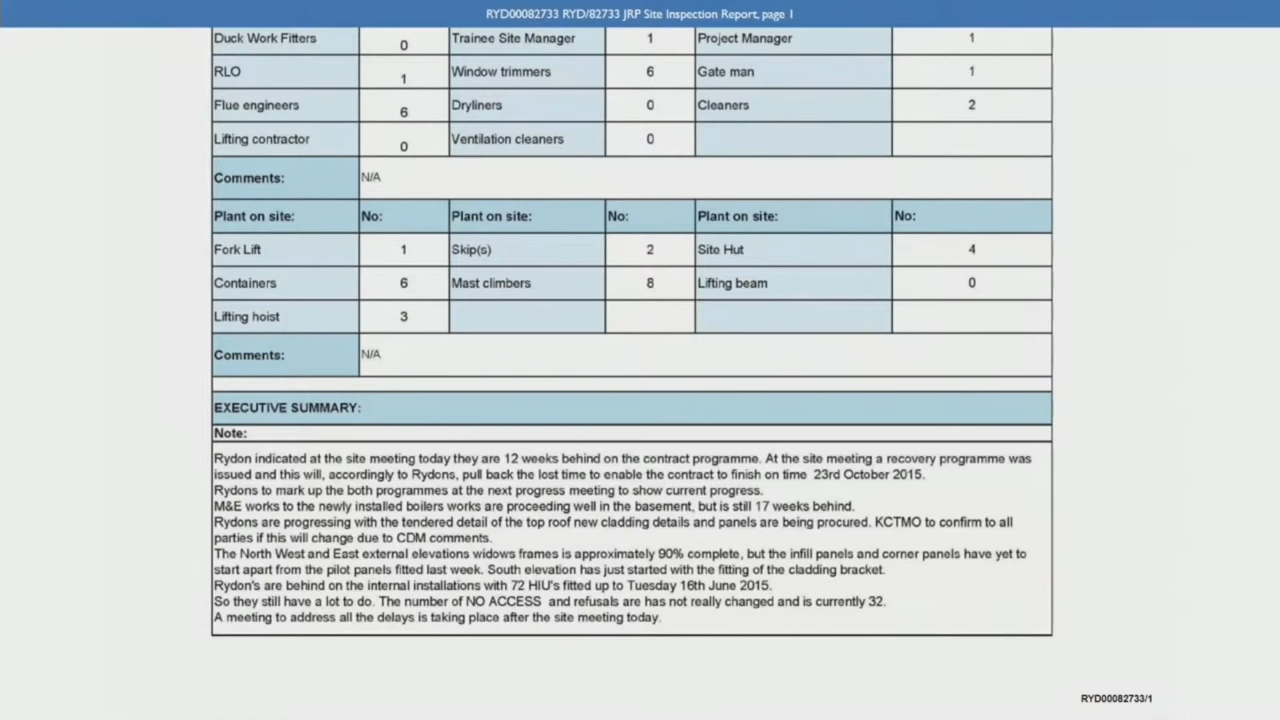 RYD00082733 RYD/82733 JRP Site Inspection Report, page 1
Duck Work Fitters 0 Trainee Site Manager 1 Project Manager 1
RLO 1 Window trimmers 6 Gate man 1
Flue engineers 6 Dryliners 0 Cleaners 2
Lifting contractor 0 Ventilation cleaners 0
Comments: N/A
Plant on site: No: Plant on site: No: Plant on site: No:
Fork Lift 1 Skip(s) 2 Site Hut 4
Containers 6 Mast climbers 8 Lifting beam 0
Lifting hoist 3
Comments: N/A
EXECUTIVE SUMMARY:
Note:
Rydon indicated at the site meeting today they are 12 weeks behind on the contract programme. At the site meeting a recovery programme was
issued and this will, accordingly to Rydons, pull back the lost time to enable the contract to finish on time 23rd October 2015.
Rydons to mark up the both programmes at the next progress meeting to show current progress.
M&E works to the newly installed boilers works are proceeding well in the basement, but is still 17 weeks behind.
Rydons are progressing with the tendered detail of the top roof new cladding details and panels are being procured. KCTMO to confirm to all
parties if this will change due to CDM comments.
The North West and East external elevations widows frames is approximately 90% complete, but the infill panels and corner panels have yet to
start apart from the pilot panels fitted last week. South elevation has just started with the fitting of the cladding bracket.
Rydon's are behind on the internal installations with 72 HIU's fitted up to Tuesday 16th June 2015.
So they still have a lot to do. The number of NO ACCESS and refusals are has not really changed and is currently 32.
A meeting to address all the delays is taking place after the site meeting today.
RYD00082733/1